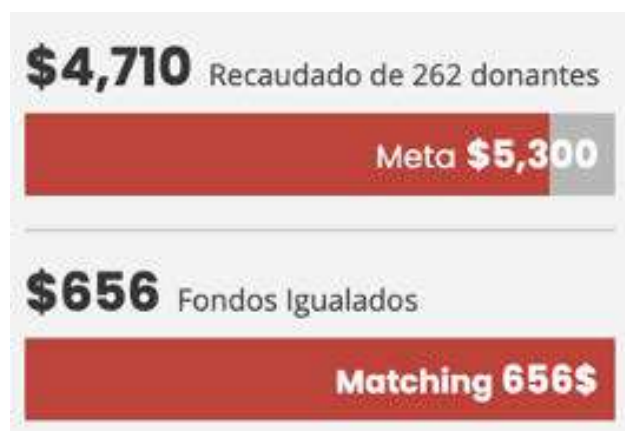 $4,710 Recaudado de 262 donantes
Meta $5,300
$656 Fondos Igualados
Matching 656$